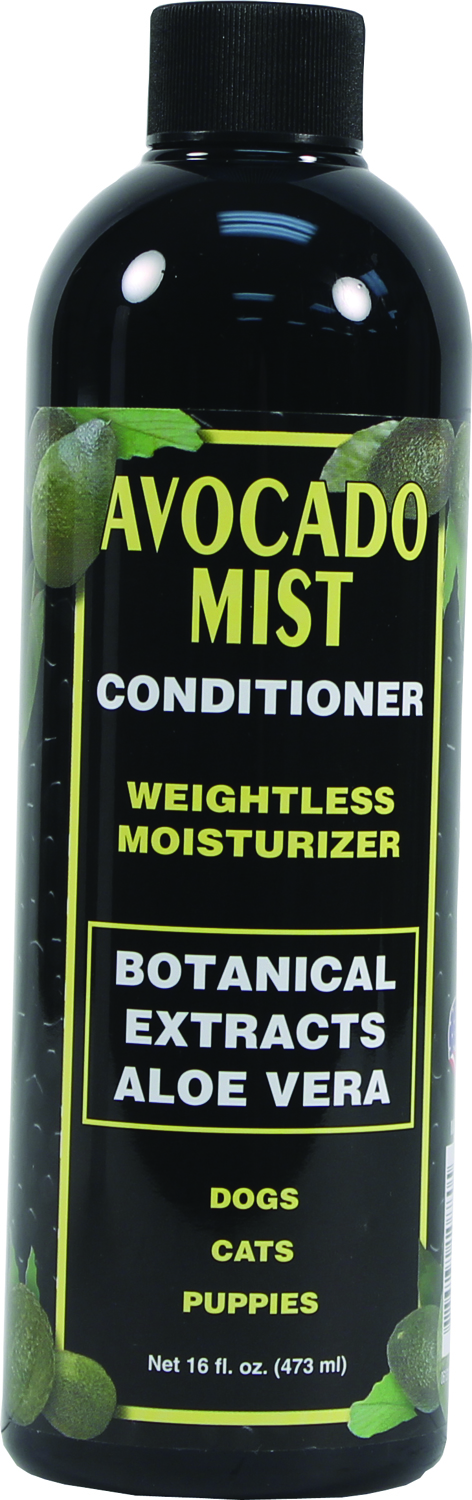 AVOCADO
MIST
CONDITIONER
WEIGHTLESS
MOISTURIZER
BOTANICAL
EXTRACTS
ALOE VERA
DOGS
CATS
PUPPIES
Net 16 fl. oz. (473 ml)